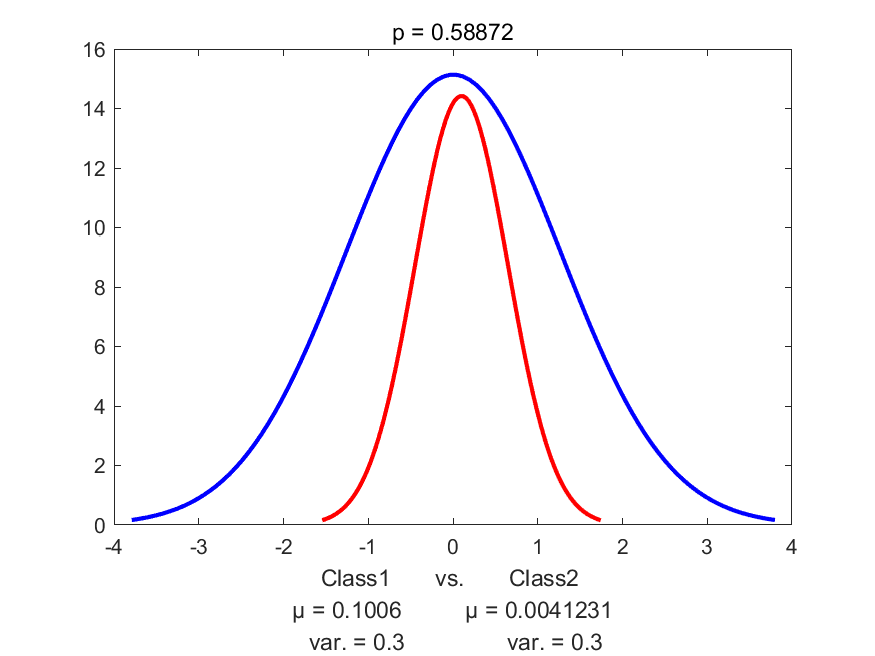 p = 0.58872
16
14
12
10
8
6
4
2
0
-4 -3 -2 -1 0 1 2 3 4
Class1 vs. Class2
μ = 0.1006 μ = 0.0041231
var. = 0.3 var. = 0.3